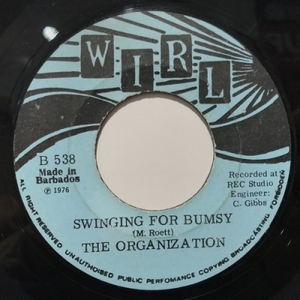 WIRL
B 538
Made in
Barbados
℗ 1976
Recorded at
REC Studio
Engineer:
C. Gibbs
SWINGING FOR BUMSY
(M. Roett)
THE ORGANIZATION
ALL RIGHT RESERVED UNAUTHORISED PUBLIC PERFOMANCE COPYING BROADCASTING FORBIDDEN